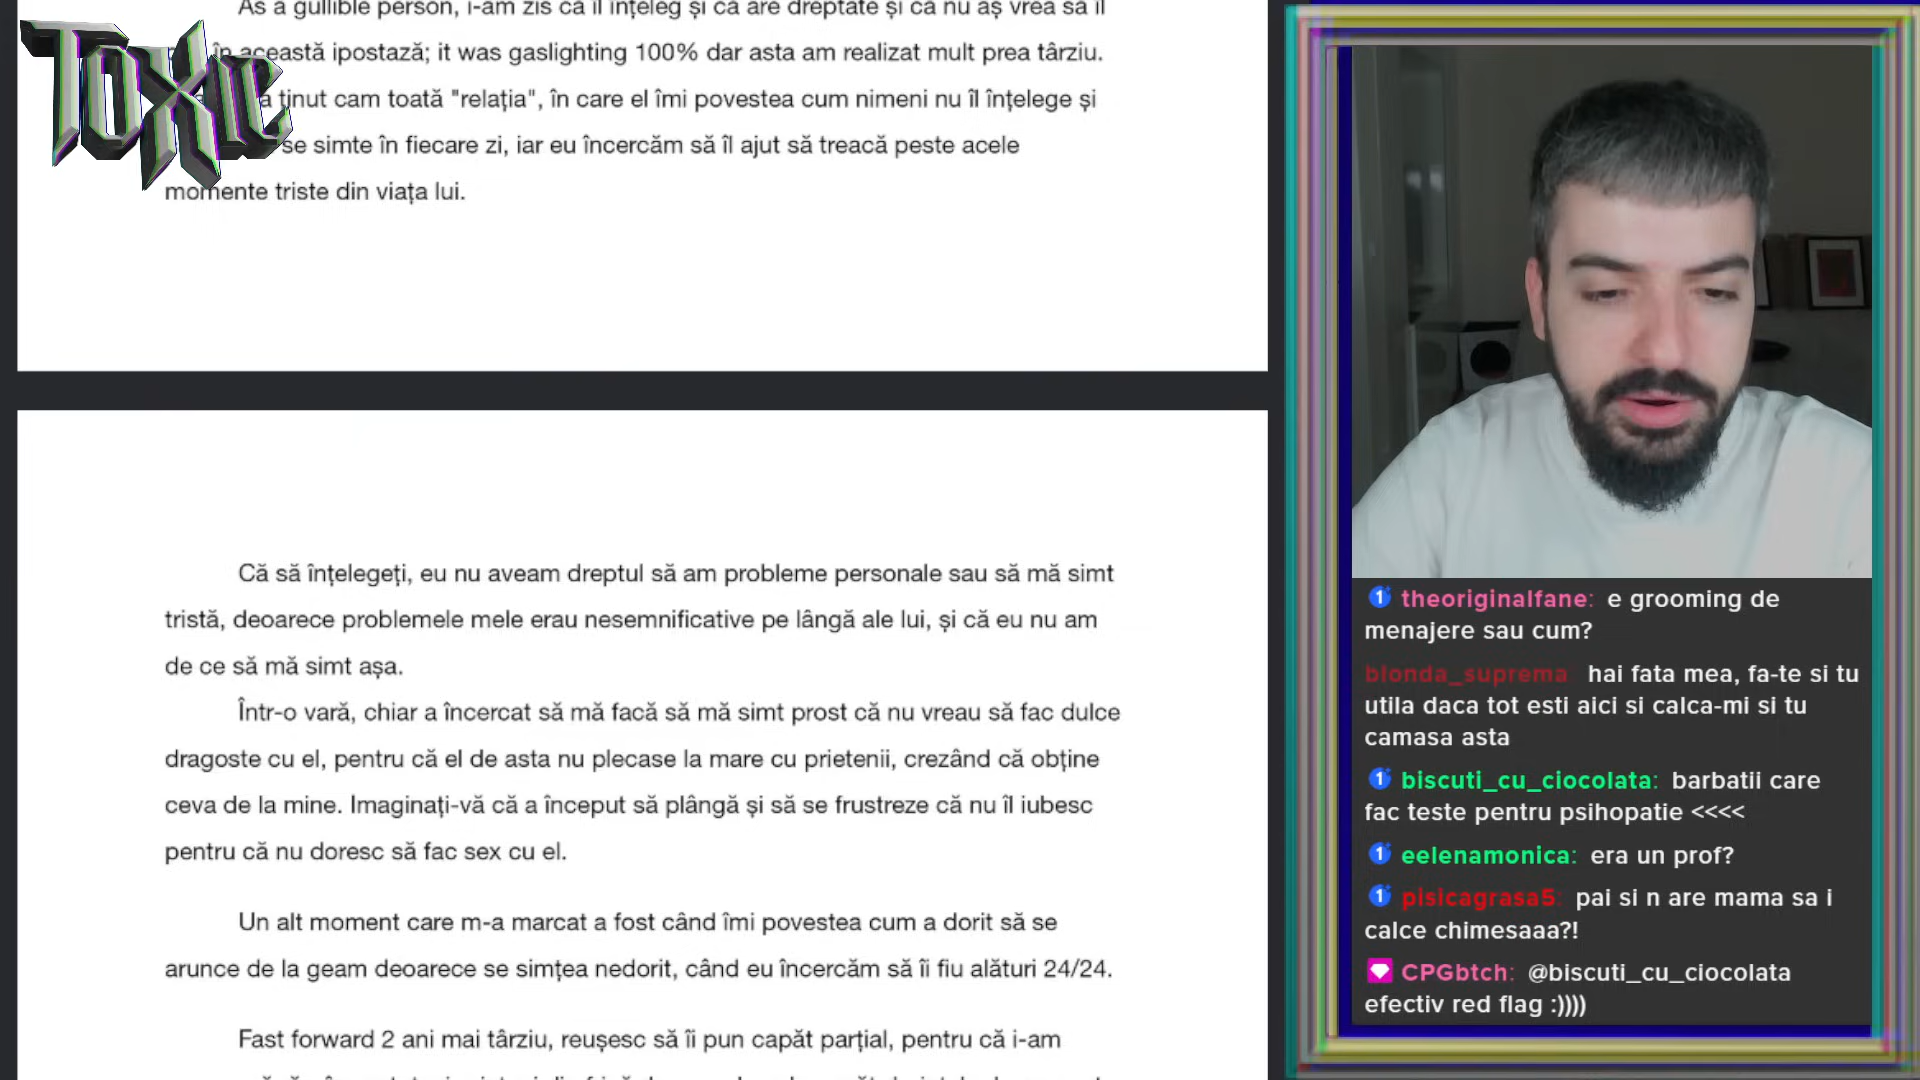 TOXIC
As a gullible person, i-am zis că îl înțeleg și că are dreptate și că nu aș vrea să îl
în această ipostază; it was gaslighting 100% dar asta am realizat mult prea târziu.
a ținut cam toată "relația", în care el îmi povestea cum nimeni nu îl înțelege și
se simte în fiecare zi, iar eu încercăm să îl ajut să treacă peste acele
momente triste din viața lui.
Că să înțelegeți, eu nu aveam dreptul să am probleme personale sau să mă simt
tristă, deoarece problemele mele erau nesemnificative pe lângă ale lui, și că eu nu am
de ce să mă simt așa.
Într-o vară, chiar a încercat să mă facă să mă simt prost că nu vreau să fac dulce
dragoste cu el, pentru că el de asta nu plecase la mare cu prietenii, crezând că obține
ceva de la mine. Imaginați-vă că a început să plângă și să se frustreze că nu îl iubesc
pentru că nu doresc să fac sex cu el.
Un alt moment care m-a marcat a fost când îmi povestea cum a dorit să se
arunce de la geam deoarece se simțea nedorit, când eu încercăm să îi fiu alături 24/24.
Fast forward 2 ani mai târziu, reușesc să îi pun capăt parțial, pentru că i-am
theoriginalfane: e grooming de
menajere sau cum?
blonda_suprema: hai fata mea, fa-te si tu
utila daca tot esti aici si calca-mi si tu
camasa asta
biscuti_cu_ciocolata: barbatii care
fac teste pentru psihopatie <<<<
eelenamonica: era un prof?
pisicagrasa5: pai si n are mama sa i
calce chimesaaa?!
CPGbtch: @biscuti_cu_ciocolata
efectiv red flag :))))